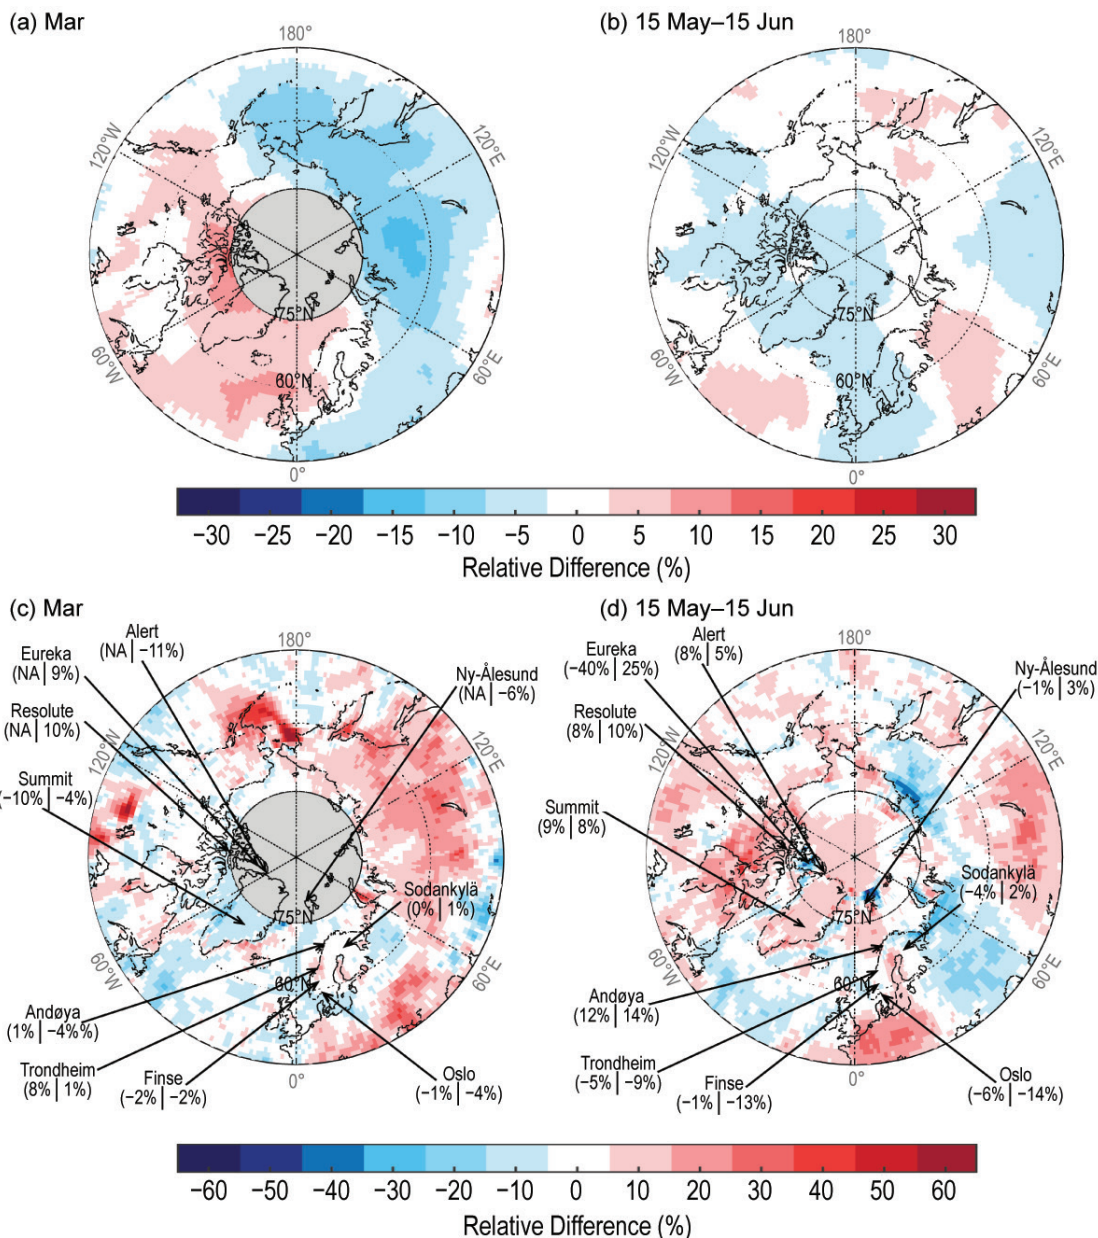 (a) Mar
(b) 15 May–15 Jun
180°
120°W
120°E
75°N
60°N
60°W
60°E
0°
180°
120°W
120°E
75°N
60°N
60°W
60°E
0°
−30 −25 −20 −15 −10 −5 0 5 10 15 20 25 30
Relative Difference (%)
(c) Mar
180°
120°W
120°E
75°N
60°N
60°W
60°E
0°
Alert
(NA | −11%)
Eureka
(NA | 9%)
Resolute
(NA | 10%)
Summit
(−10% | −4%)
Ny-Ålesund
(NA | −6%)
Sodankylä
(0% | 1%)
Andøya
(1% | −4%%)
Trondheim
(8% | 1%)
Finse
(−2% | −2%)
Oslo
(−1% | −4%)
(d) 15 May–15 Jun
180°
120°W
120°E
75°N
60°N
60°W
60°E
0°
Alert
(8% | 5%)
Eureka
(−40% | 25%)
Resolute
(8% | 10%)
Summit
(9% | 8%)
Ny-Ålesund
(−1% | 3%)
Sodankylä
(−4% | 2%)
Andøya
(12% | 14%)
Trondheim
(−5% | −9%)
Finse
(−1% | −13%)
Oslo
(−6% | −14%)
−60 −50 −40 −30 −20 −10 0 10 20 30 40 50 60
Relative Difference (%)